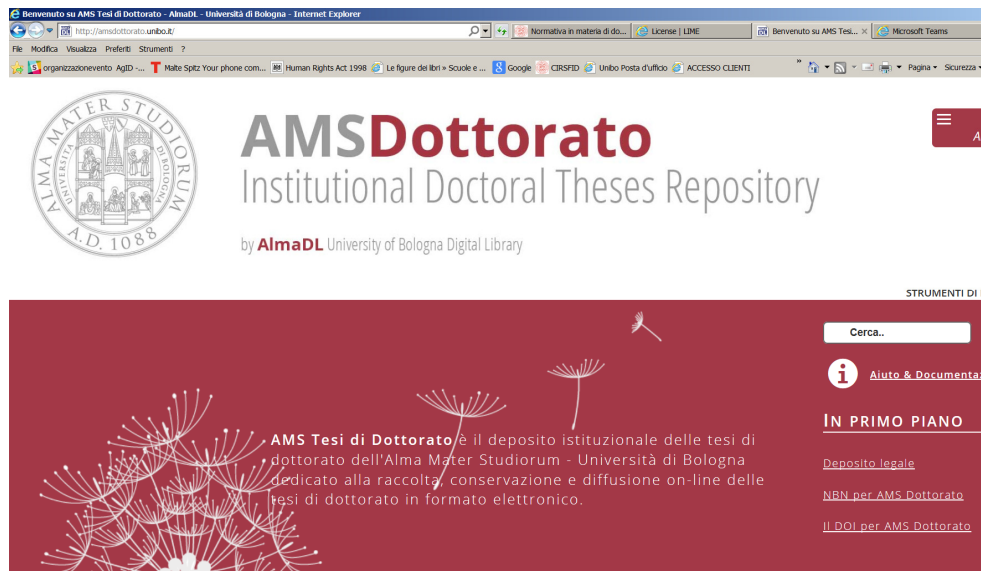 Benvenuto su AMS Tesi di Dottorato - AlmaDL - Università di Bologna - Internet Explorer
http://amsdottorato.unibo.it/
Normativa in materia di do...
License | LIME
Benvenuto su AMS Tesi...
Microsoft Teams
File Modifica Visualizza Preferiti Strumenti ?
organizzazionevento AgID -...
Malte Spitz Your phone com...
Human Rights Act 1998
Le figure dei libri » Scuole e ...
Google
CIRSFID
Unibo Posta d'ufficio
ACCESSO CLIENTI
Pagina
Sicurezza
ALMA MATER STUDIORUM
UNIVERSITA DI BOLOGNA
A.D. 1088
AMSDottorato
Institutional Doctoral Theses Repository
by AlmaDL University of Bologna Digital Library
A
STRUMENTI DI
Cerca..
Aiuto & Documenta
IN PRIMO PIANO
Deposito legale
NBN per AMS Dottorato
Il DOI per AMS Dottorato
AMS Tesi di Dottorato è il deposito istituzionale delle tesi di
dottorato dell'Alma Mater Studiorum - Università di Bologna
dedicato alla raccolta, conservazione e diffusione on-line delle
tesi di dottorato in formato elettronico.